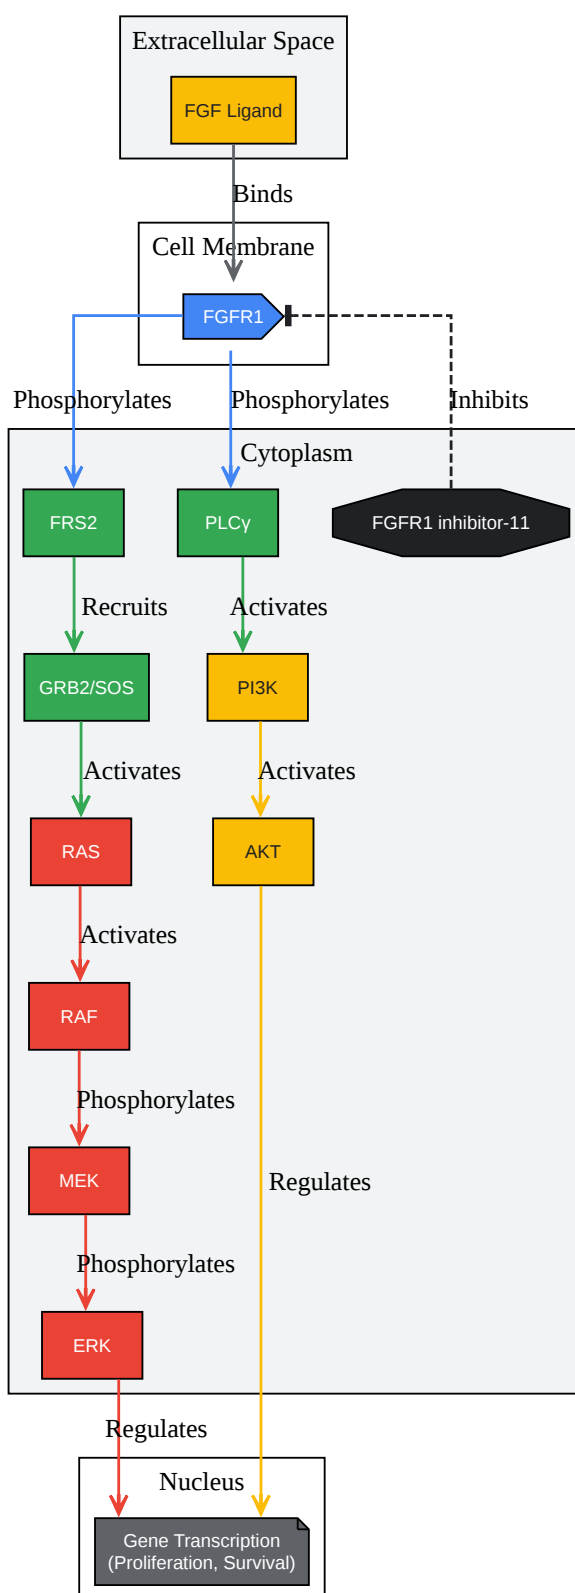 Extracellular Space
FGF Ligand
Binds
Cell Membrane
FGFR1
Phosphorylates
Phosphorylates
Inhibits
Cytoplasm
FRS2
PLCγ
FGFR1 inhibitor-11
Recruits
Activates
GRB2/SOS
PI3K
Activates
Activates
RAS
AKT
Activates
RAF
Phosphorylates
MEK
Regulates
Phosphorylates
ERK
Regulates
Nucleus
Gene Transcription
(Proliferation, Survival)